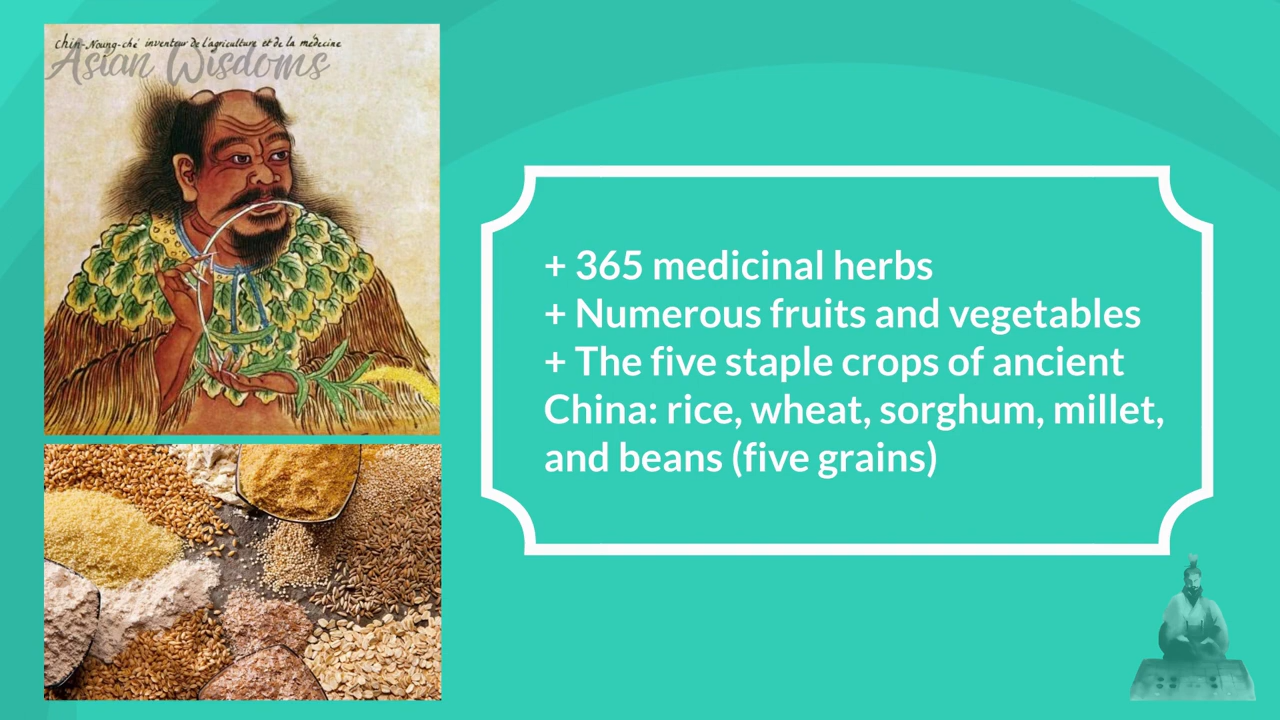 chin-Noung-ché inventeur De l'agriculture et de la médecine
Asian Wisdoms
+ 365 medicinal herbs
+ Numerous fruits and vegetables
+ The five staple crops of ancient
China: rice, wheat, sorghum, millet,
and beans (five grains)